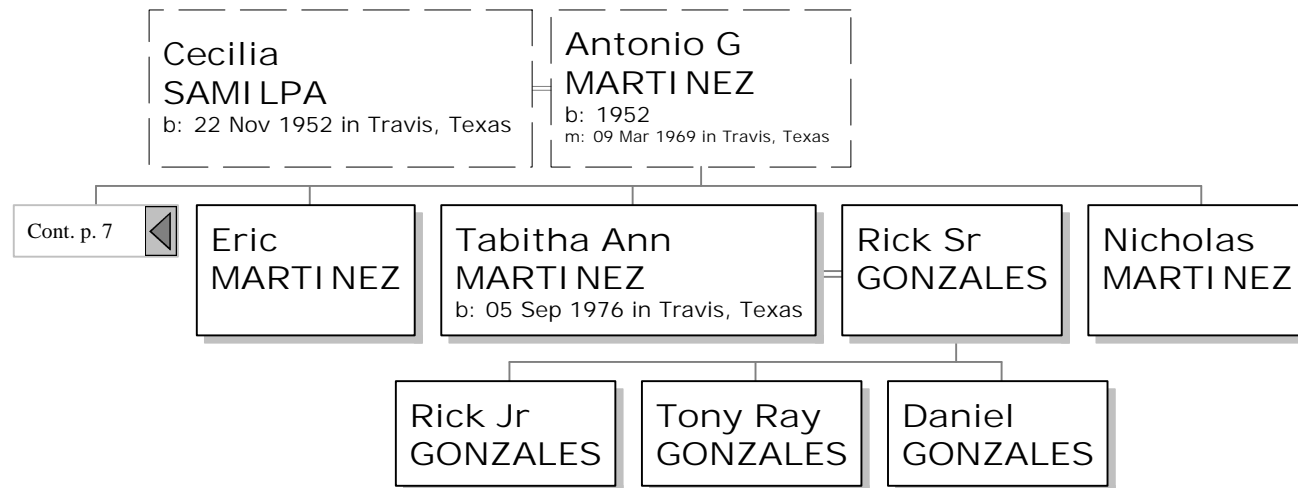 Cecilia
SAMILPA
b: 22 Nov 1952 in Travis, Texas
Antonio G
MARTINEZ
b: 1952
m: 09 Mar 1969 in Travis, Texas
Cont. p. 7
Eric
MARTINEZ
Tabitha Ann
MARTINEZ
b: 05 Sep 1976 in Travis, Texas
Rick Sr
GONZALES
Nicholas
MARTINEZ
Rick Jr
GONZALES
Tony Ray
GONZALES
Daniel
GONZALES